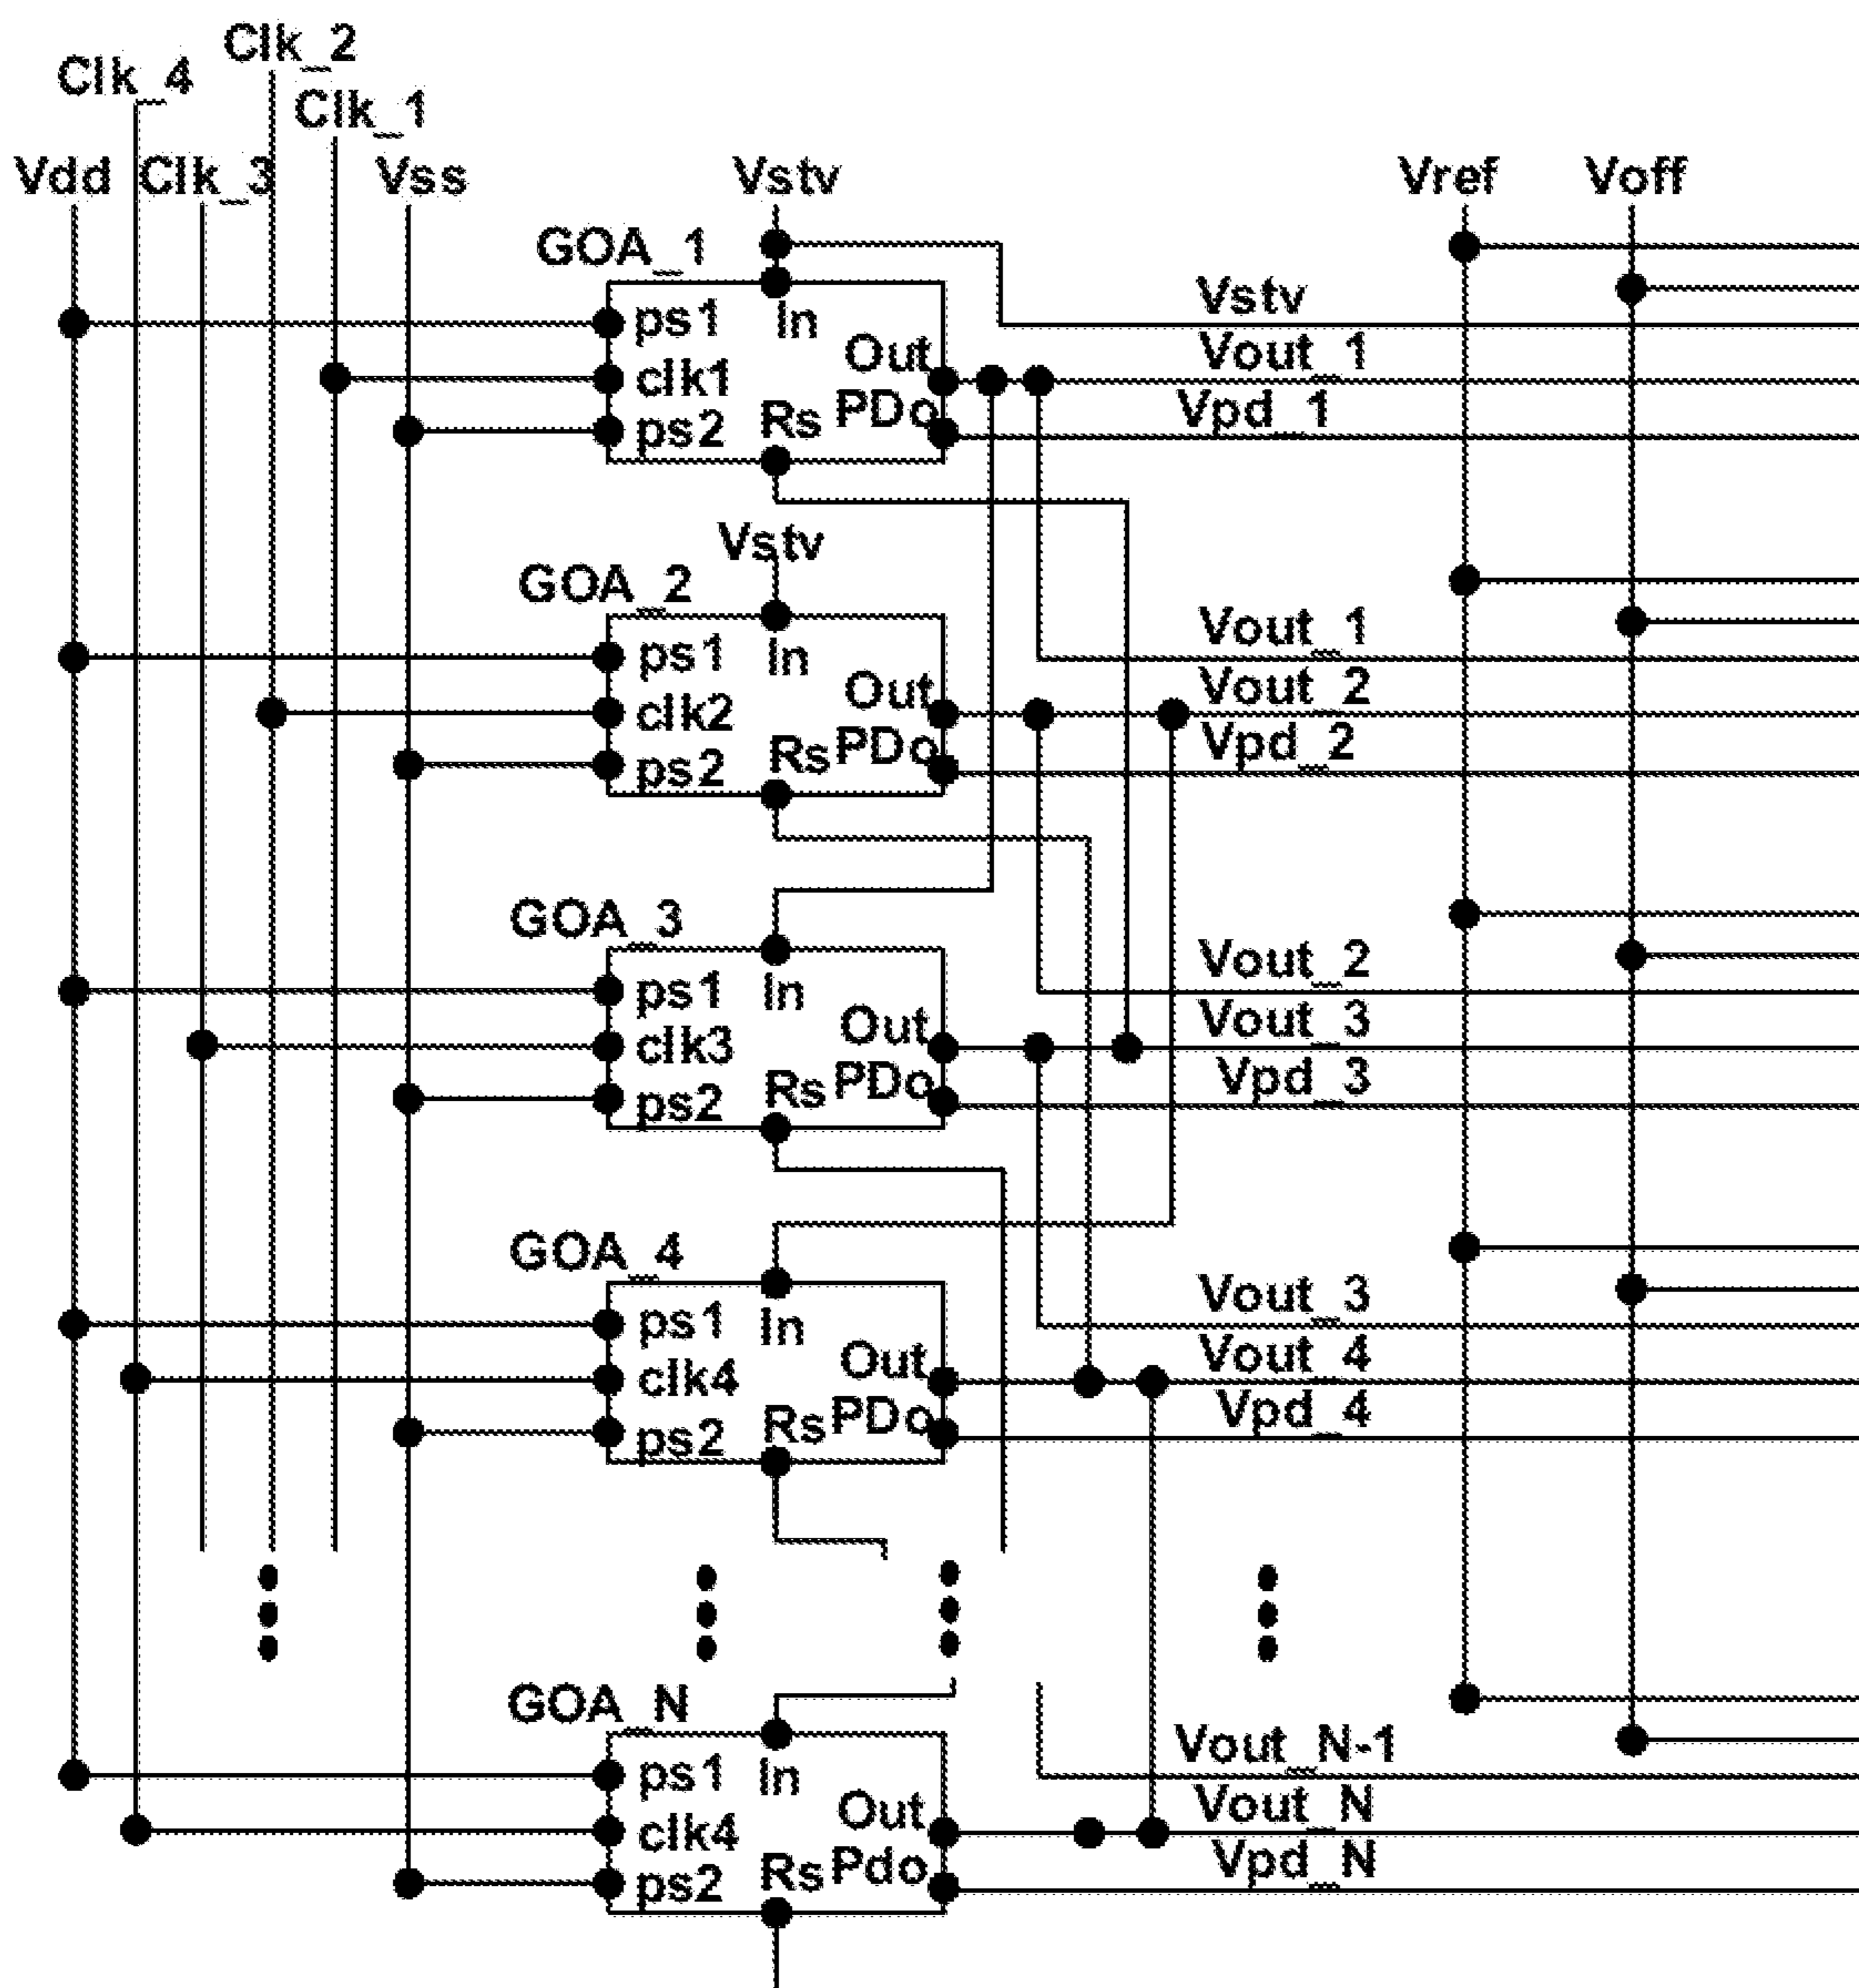 Clk_2
Clk_4
Clk_1
Vdd Clk_3 Vss Vstv Vref Voff
GOA_1
ps1 In Vstv
clk1 Out Vout_1
ps2 Rs PDo Vpd_1
Vstv
GOA_2
ps1 In Vout_1
clk2 Out Vout_2
ps2 Rs PDo Vpd_2
GOA_3
ps1 In Vout_2
clk3 Out Vout_3
ps2 Rs PDo Vpd_3
GOA_4
ps1 In Vout_3
clk4 Out Vout_4
ps2 Rs PDo Vpd_4
GOA_N
ps1 In Vout_N-1
clk4 Out Vout_N
ps2 Rs Pdo Vpd_N